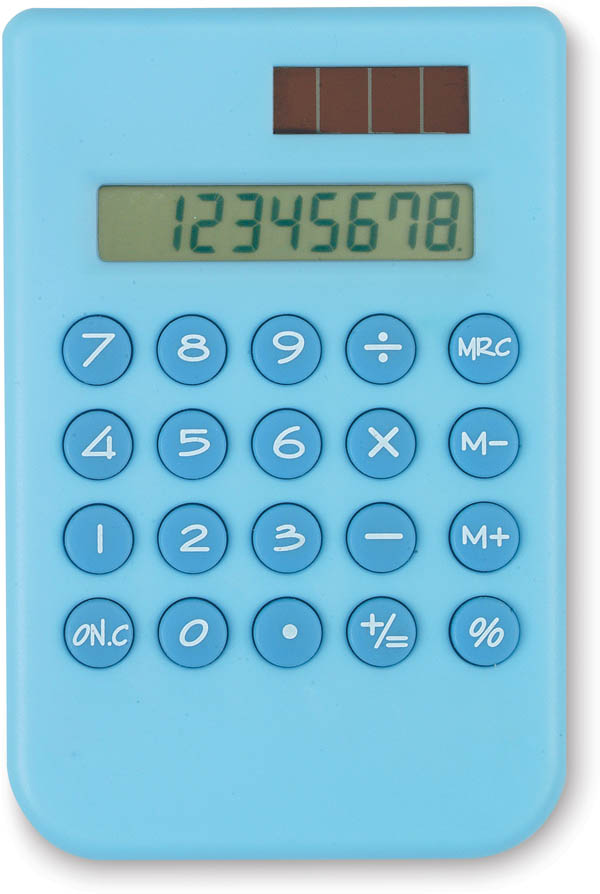 12345678.
7 8 9 ÷ MRC
4 5 6 × M−
1 2 3 − M+
ON.C 0 • +/= %